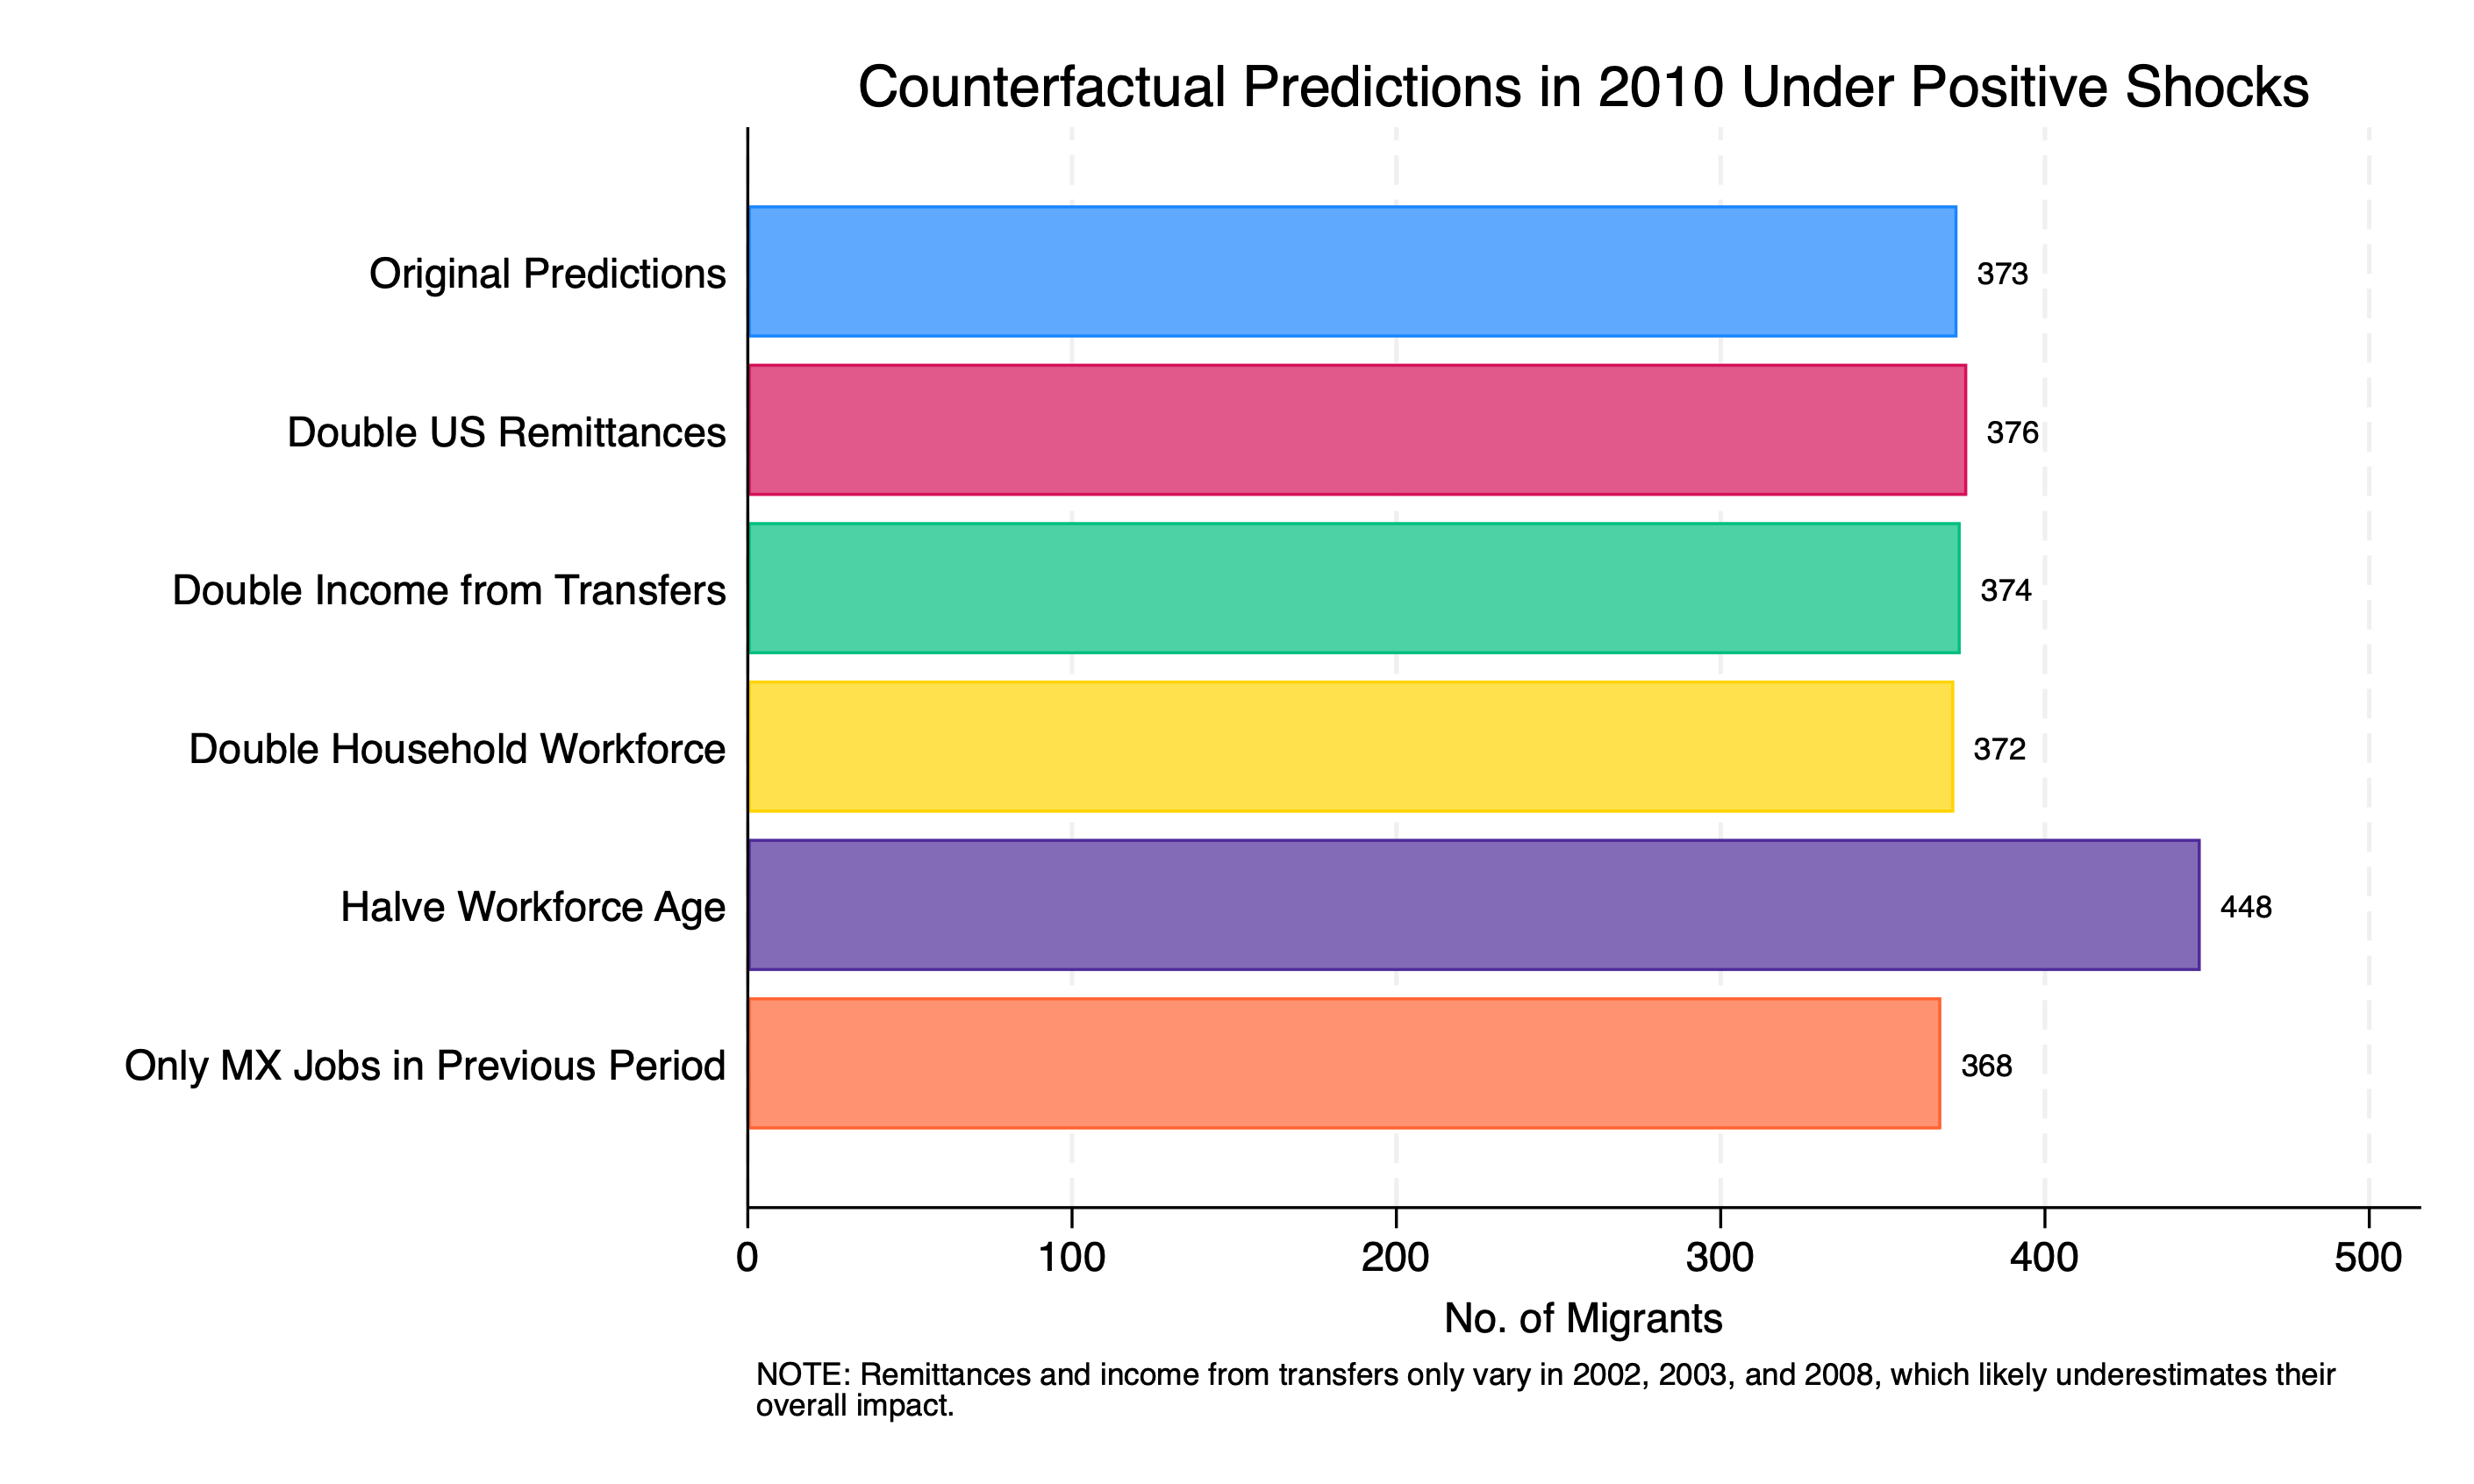 Counterfactual Predictions in 2010 Under Positive Shocks
Original Predictions
373
Double US Remittances
376
Double Income from Transfers
374
Double Household Workforce
372
Halve Workforce Age
448
Only MX Jobs in Previous Period
368
0 100 200 300 400 500
No. of Migrants
NOTE: Remittances and income from transfers only vary in 2002, 2003, and 2008, which likely underestimates their
overall impact.